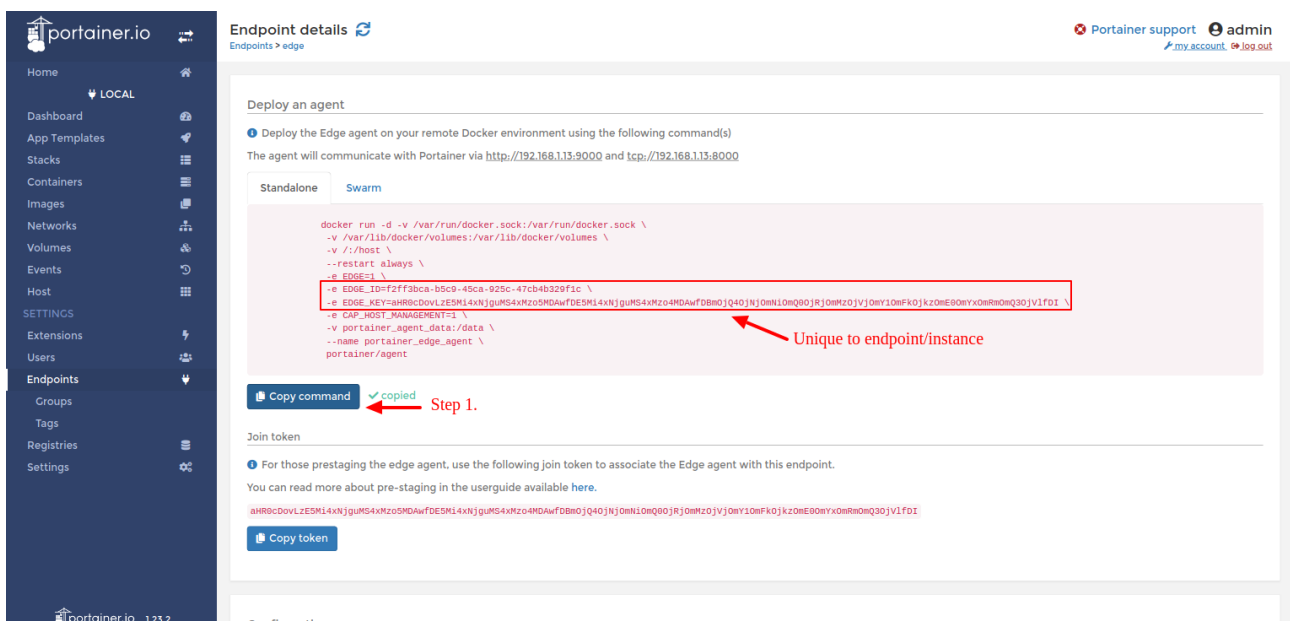 portainer.io
Endpoint details
Portainer support admin
Endpoints > edge
my account log out
Home
LOCAL
Dashboard
App Templates
Stacks
Containers
Images
Networks
Volumes
Events
Host
SETTINGS
Extensions
Users
Endpoints
Groups
Tags
Registries
Settings
portainer.io 1.23.2
Deploy an agent
Deploy the Edge agent on your remote Docker environment using the following command(s)
The agent will communicate with Portainer via http://192.168.1.13:9000 and tcp://192.168.1.13:8000
Standalone Swarm
docker run -d -v /var/run/docker.sock:/var/run/docker.sock \
-v /var/lib/docker/volumes:/var/lib/docker/volumes \
-v /:/host \
--restart always \
-e EDGE=1 \
-e EDGE_ID=f2ff3bca-b5c9-45ca-925c-47cb4b329f1c \
-e EDGE_KEY=aHR0cDovLzE5Mi4xNjguMS4xMzo5MDAwfDE5Mi4xNjguMS4xMzo4MDAwfDBmOjQ4OjNjOmNiOmQ0OjRjOmMzOjVjOmY1OmFkOjkzOmE0OmYxOmRmOmQ3OjVlfDI \
-e CAP_HOST_MANAGEMENT=1 \
-v portainer_agent_data:/data \
--name portainer_edge_agent \
portainer/agent
Unique to endpoint/instance
Copy command copied
Step 1.
Join token
For those prestaging the edge agent, use the following join token to associate the Edge agent with this endpoint.
You can read more about pre-staging in the userguide available here.
aHR0cDovLzE5Mi4xNjguMS4xMzo5MDAwfDE5Mi4xNjguMS4xMzo4MDAwfDBmOjQ4OjNjOmNiOmQ0OjRjOmMzOjVjOmY1OmFkOjkzOmE0OmYxOmRmOmQ3OjVlfDI
Copy token